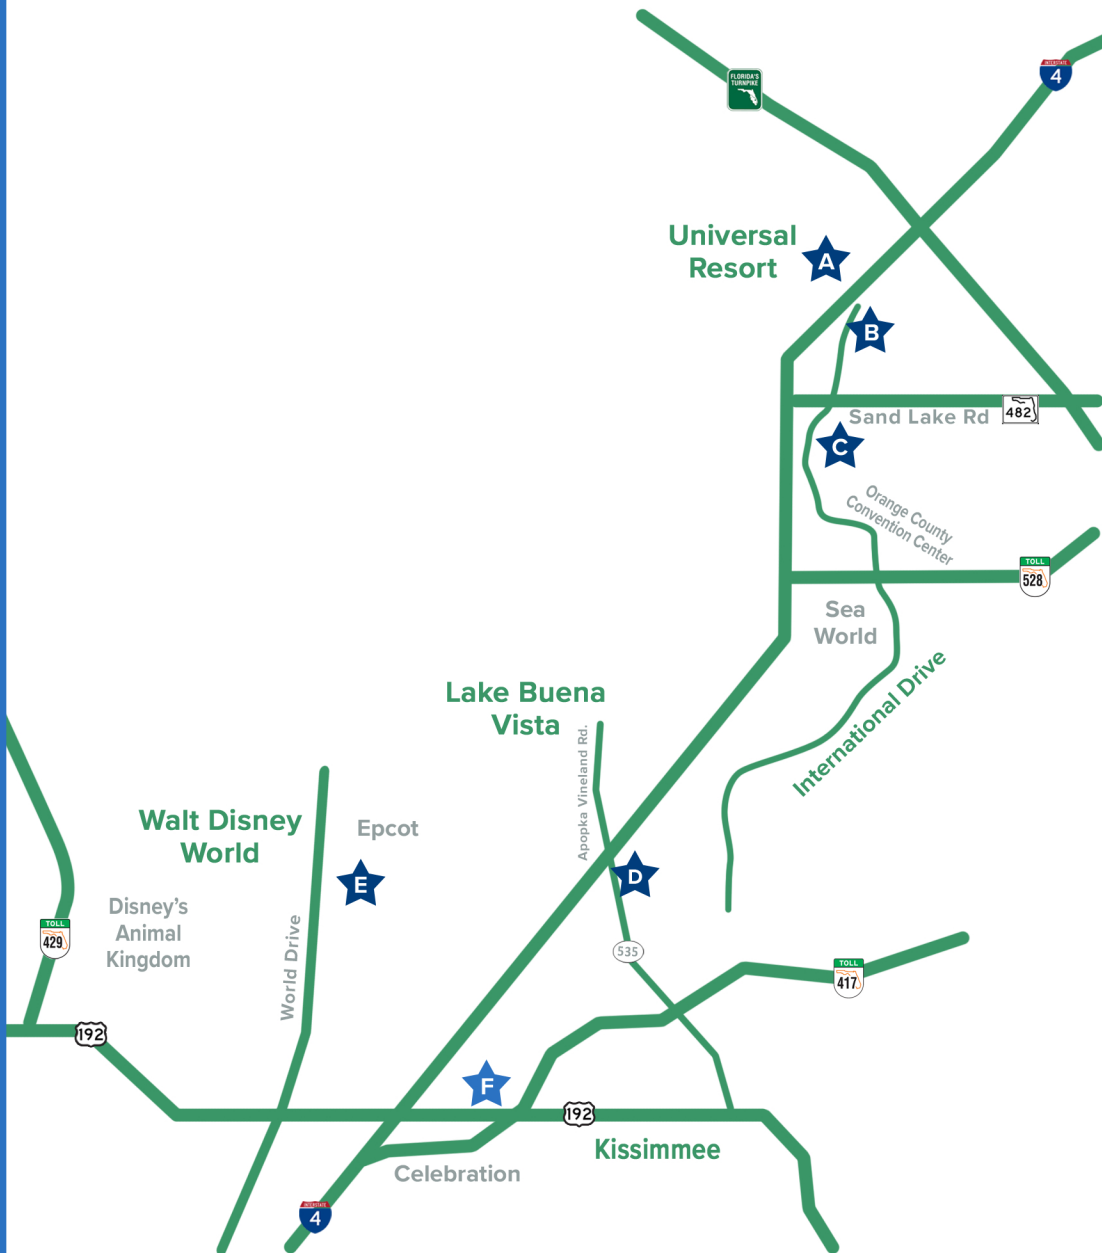 FLORIDA'S
TURNPIKE
INTERSTATE
4
Universal
Resort
A
B
Sand Lake Rd
482
C
Orange County
Convention Center
TOLL
528
Sea
World
International Drive
Lake Buena
Vista
Apopka Vineland Rd.
Walt Disney
World
Epcot
E
D
Disney's
Animal
Kingdom
World Drive
TOLL
429
535
TOLL
417
192
F
192
Kissimmee
Celebration
INTERSTATE
4